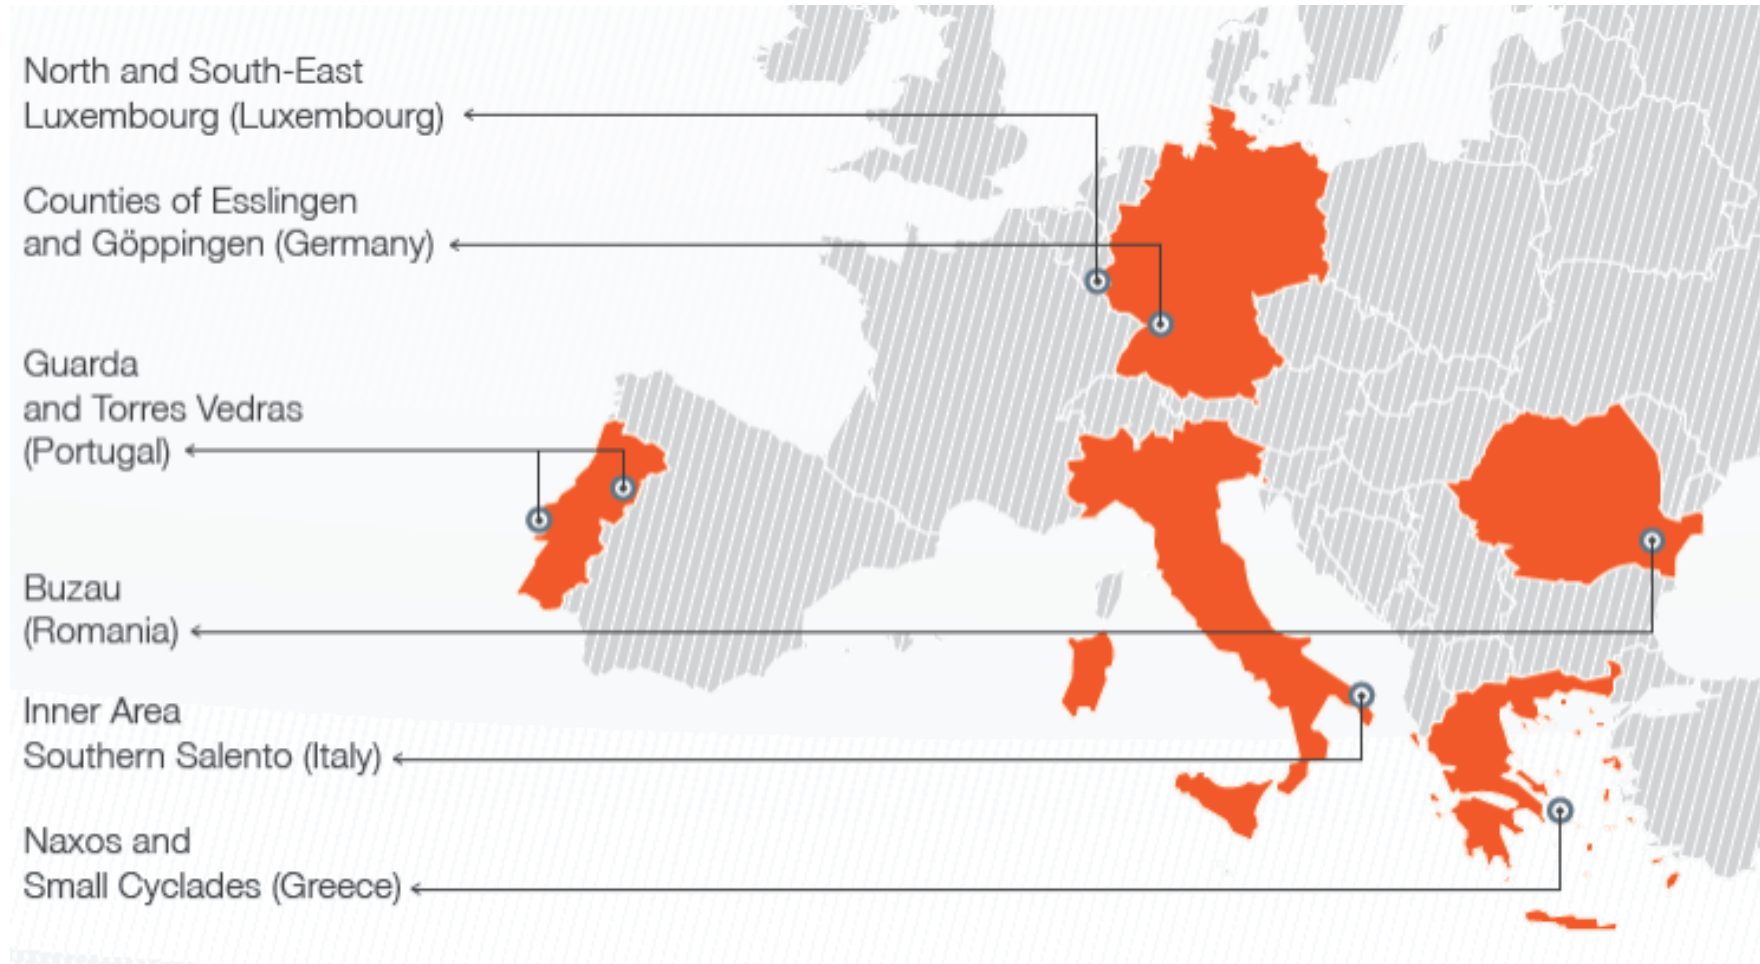 North and South-East
Luxembourg (Luxembourg)
Counties of Esslingen
and Göppingen (Germany)
Guarda
and Torres Vedras
(Portugal)
Buzau
(Romania)
Inner Area
Southern Salento (Italy)
Naxos and
Small Cyclades (Greece)